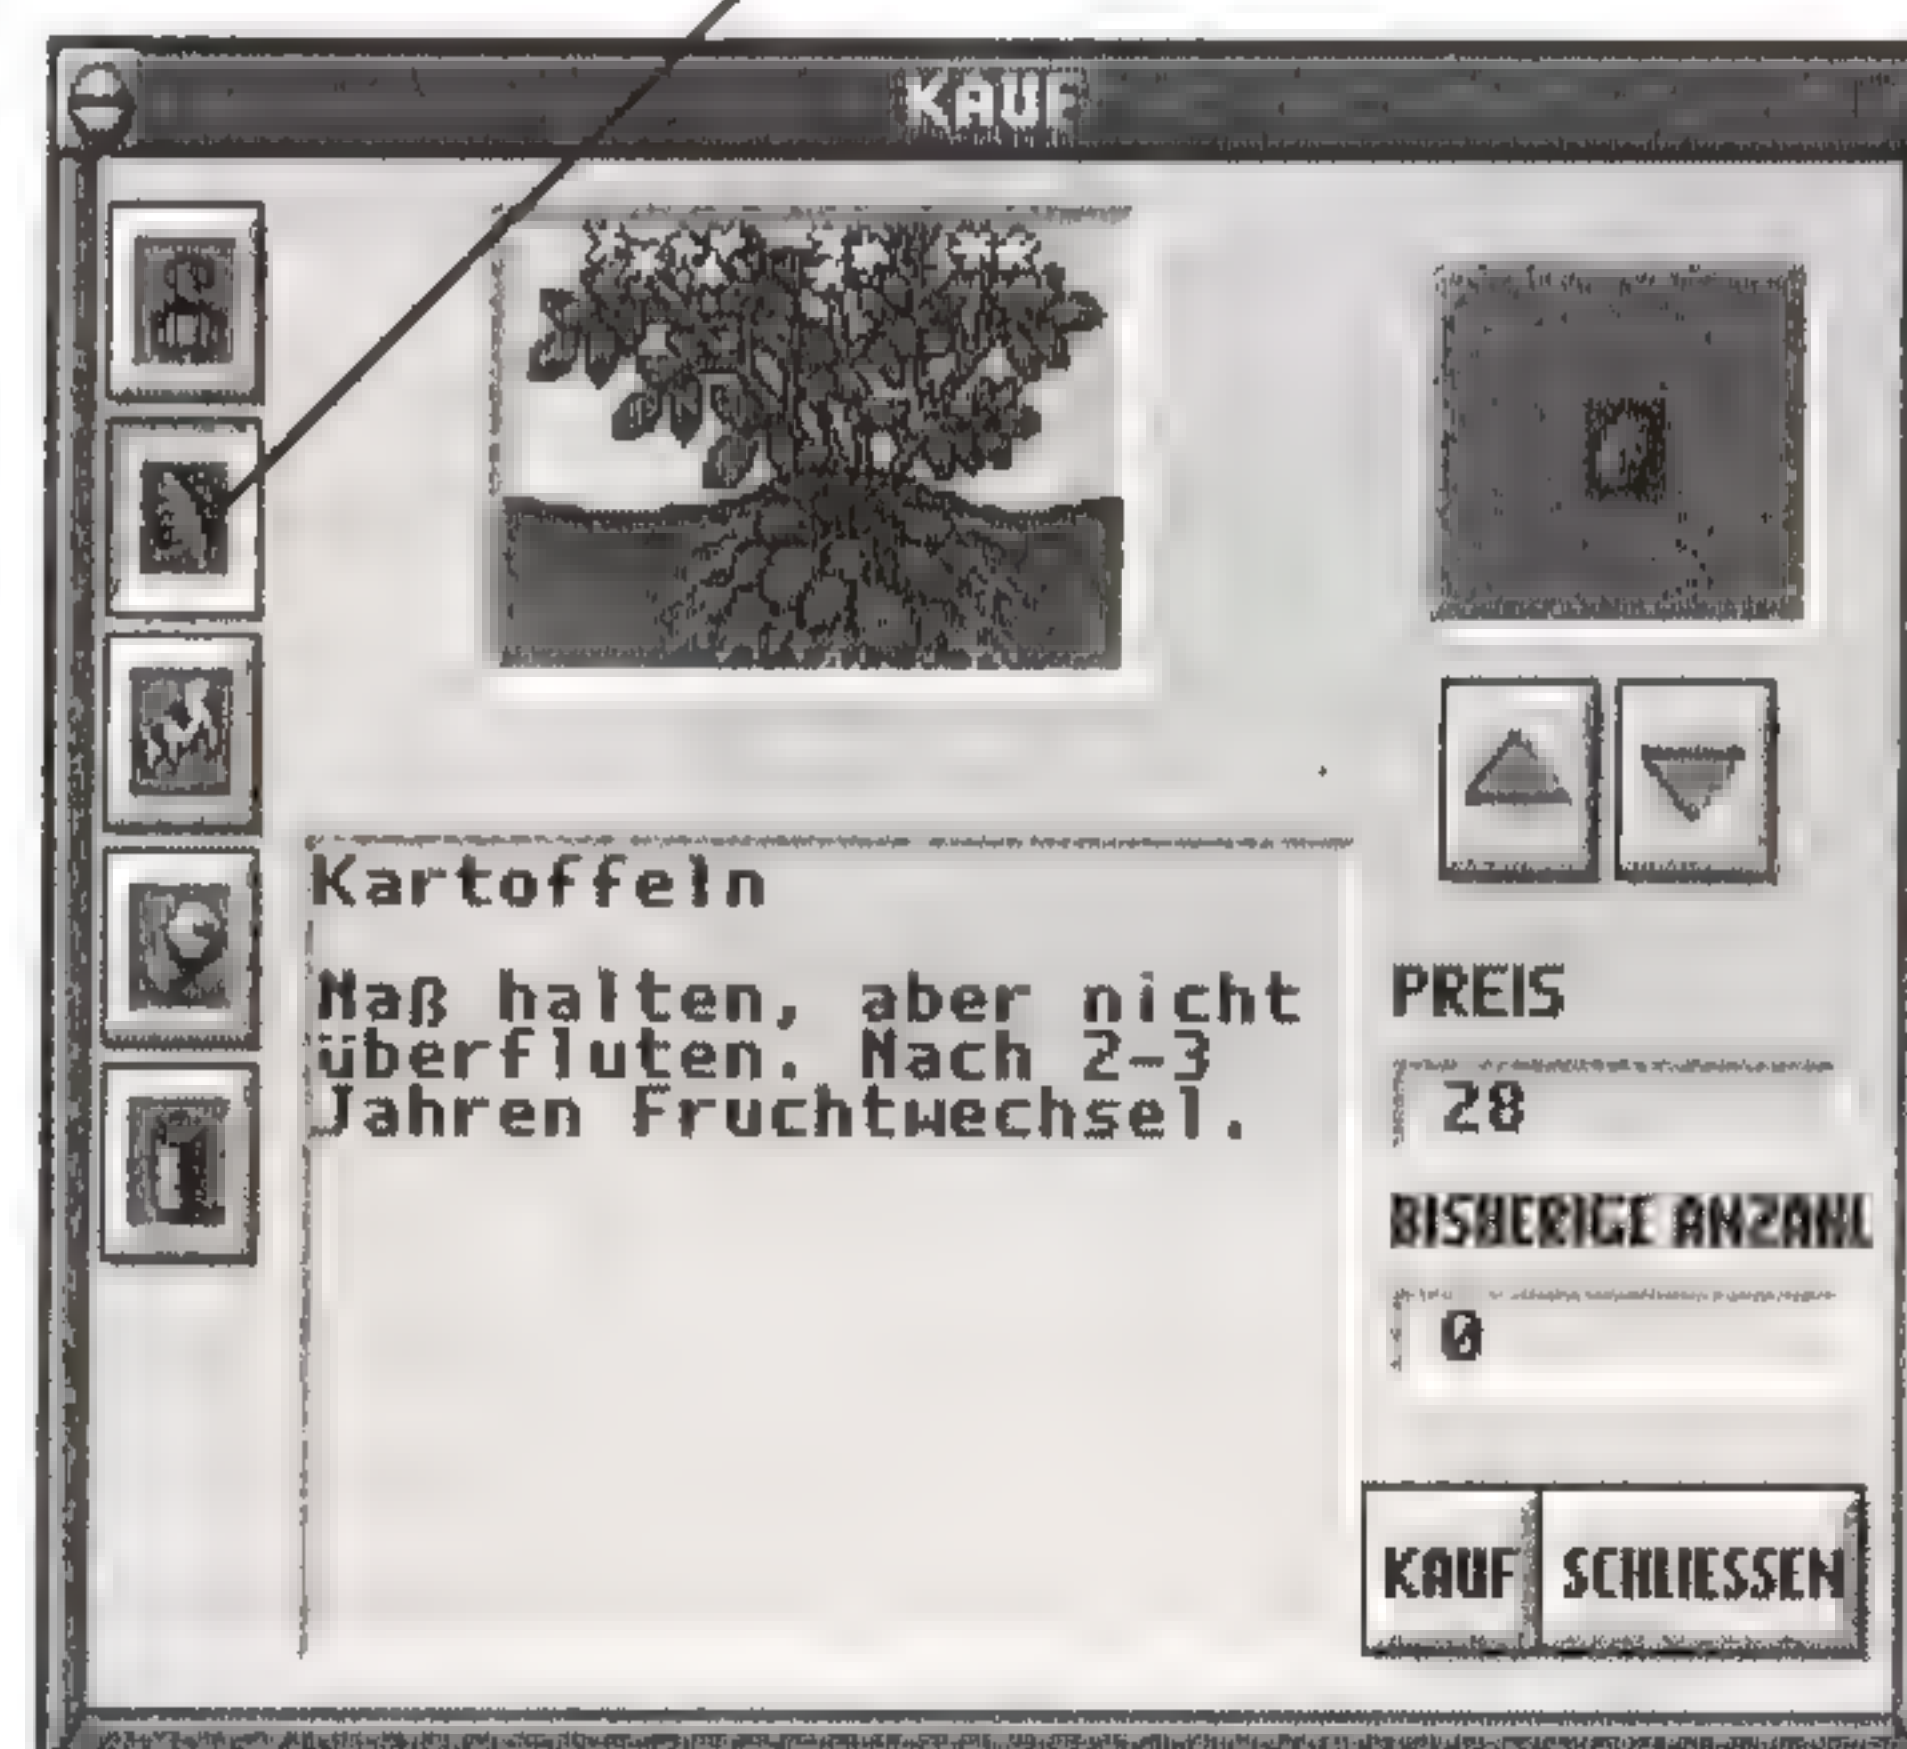 KAUF
Kartoffeln
Maß halten, aber nicht
überfluten. Nach 2-3
Jahren Fruchtwechsel.
PREIS
28
BISHERIGE ANZAHL
0
KAUF
SCHLIESSEN